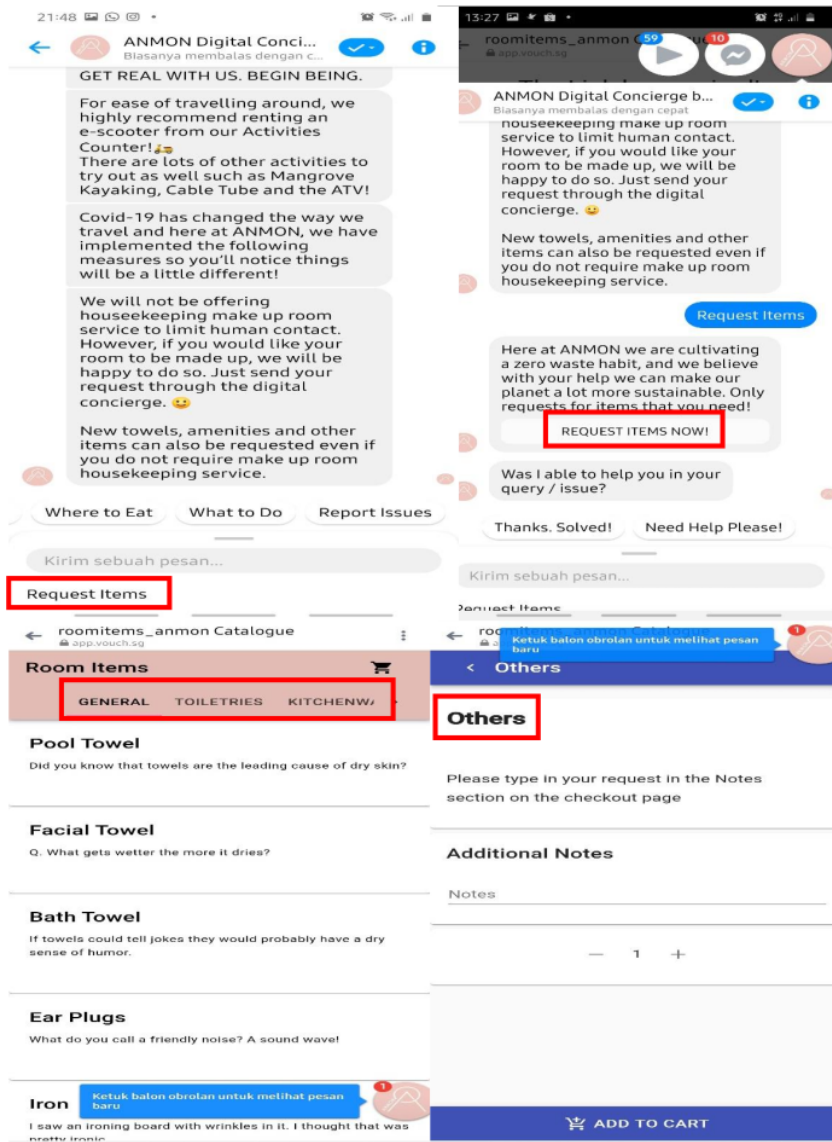 21:48
ANMON Digital Conci...
Biasanya membalas dengan c...
GET REAL WITH US. BEGIN BEING.
For ease of travelling around, we
highly recommend renting an
e-scooter from our Activities
Counter!🛵
There are lots of other activities to
try out as well such as Mangrove
Kayaking, Cable Tube and the ATV!
Covid-19 has changed the way we
travel and here at ANMON, we have
implemented the following
measures so you'll notice things
will be a little different!
We will not be offering
houseekeeping make up room
service to limit human contact.
However, if you would like your
room to be made up, we will be
happy to do so. Just send your
request through the digital
concierge. 🙂
New towels, amenities and other
items can also be requested even if
you do not require make up room
housekeeping service.
Where to Eat
What to Do
Report Issues
Kirim sebuah pesan...
Request Items
13:27
roomitems_anmon
59
10
app.vouch.sg
ANMON Digital Concierge b...
Biasanya membalas dengan cepat
houseekeeping make up room
service to limit human contact.
However, if you would like your
room to be made up, we will be
happy to do so. Just send your
request through the digital
concierge. 🙂
New towels, amenities and other
items can also be requested even if
you do not require make up room
housekeeping service.
Request Items
Here at ANMON we are cultivating
a zero waste habit, and we believe
with your help we can make our
planet a lot more sustainable. Only
requests for items that you need!
REQUEST ITEMS NOW!
Was I able to help you in your
query / issue?
Thanks. Solved!
Need Help Please!
Kirim sebuah pesan...
Request Items
roomitems_anmon Catalogue
app.vouch.sg
Room Items
GENERAL
TOILETRIES
KITCHENW
Pool Towel
Did you know that towels are the leading cause of dry skin?
Facial Towel
Q. What gets wetter the more it dries?
Bath Towel
If towels could tell jokes they would probably have a dry
sense of humor.
Ear Plugs
What do you call a friendly noise? A sound wave!
Iron
Ketuk balon obrolan untuk melihat pesan
baru
1
I saw an ironing board with wrinkles in it. I thought that was
pretty ironic
roomitems_anmon Catalogue
Ketuk balon obrolan untuk melihat pesan
baru
1
Others
Others
Please type in your request in the Notes
section on the checkout page
Additional Notes
Notes
1
ADD TO CART